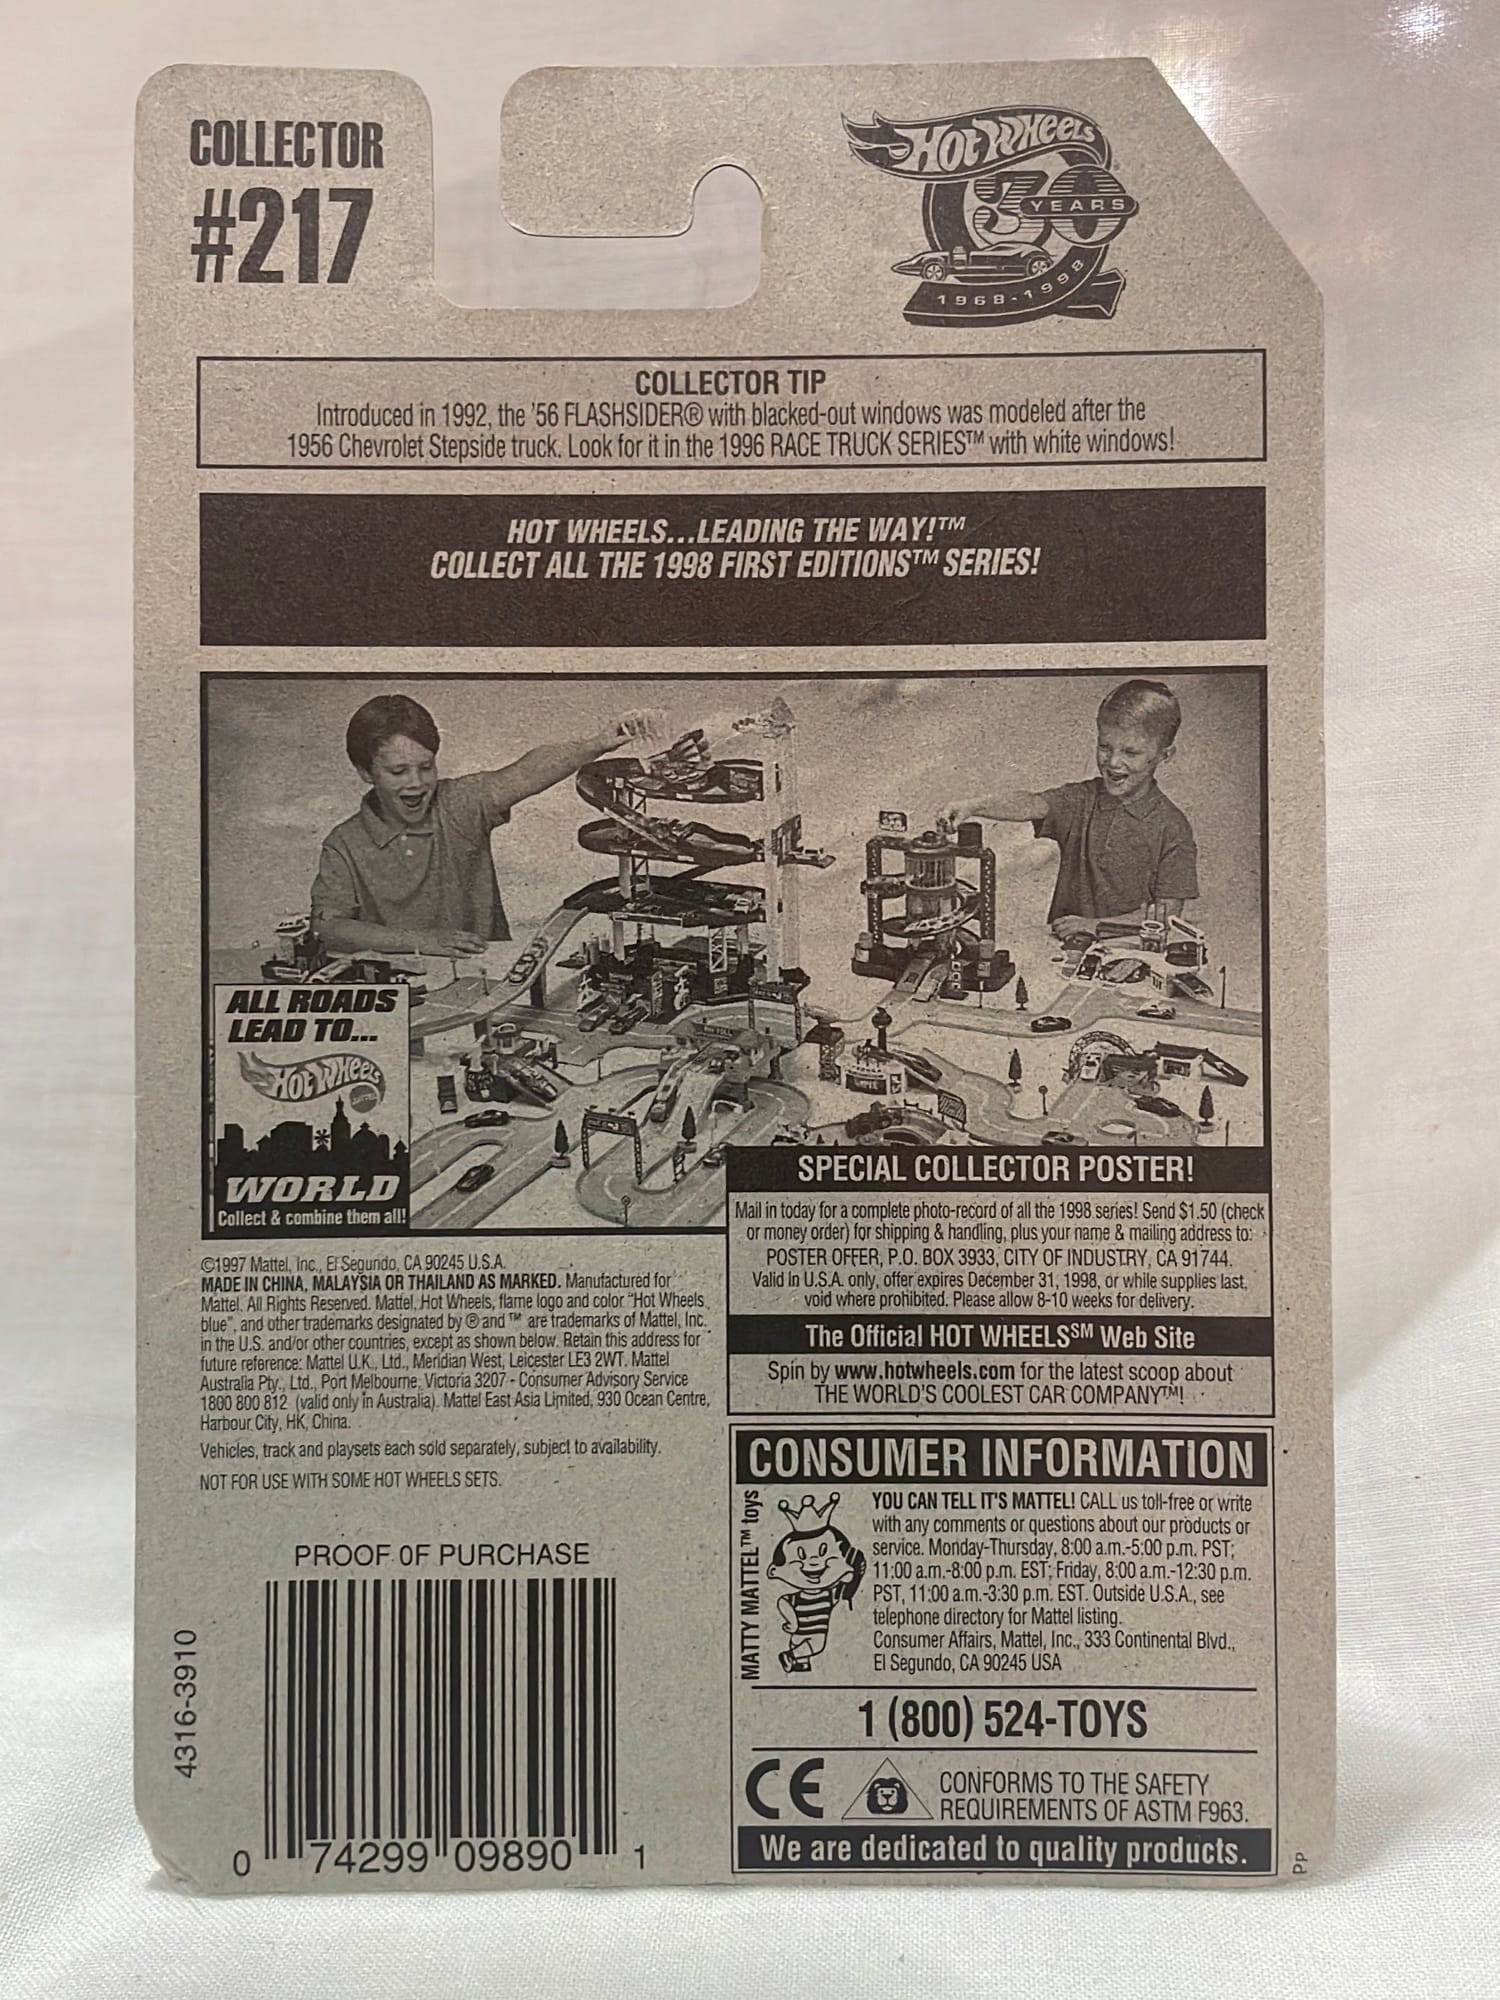 COLLECTOR
#217
Hot Wheels
30
YEARS
1968-1998
COLLECTOR TIP
Introduced in 1992, the '56 FLASHSIDER® with blacked-out windows was modeled after the
1956 Chevrolet Stepside truck. Look for it in the 1996 RACE TRUCK SERIES™ with white windows!
HOT WHEELS...LEADING THE WAY!™
COLLECT ALL THE 1998 FIRST EDITIONS™ SERIES!
ALL ROADS
LEAD TO...
Hot Wheels
MATTEL
WORLD
Collect & combine them all!
SPECIAL COLLECTOR POSTER!
Mail in today for a complete photo-record of all the 1998 series! Send $1.50 (check
or money order) for shipping & handling, plus your name & mailing address to:
POSTER OFFER, P.O. BOX 3933, CITY OF INDUSTRY, CA 91744.
Valid in U.S.A. only, offer expires December 31, 1998, or while supplies last,
void where prohibited. Please allow 8-10 weeks for delivery.
The Official HOT WHEELS℠ Web Site
Spin by www.hotwheels.com for the latest scoop about
THE WORLD'S COOLEST CAR COMPANY™!
©1997 Mattel, Inc., El Segundo, CA 90245 U.S.A.
MADE IN CHINA, MALAYSIA OR THAILAND AS MARKED. Manufactured for
Mattel. All Rights Reserved. Mattel, Hot Wheels, flame logo and color "Hot Wheels
blue", and other trademarks designated by ® and ™ are trademarks of Mattel, Inc.
in the U.S. and/or other countries, except as shown below. Retain this address for
future reference: Mattel U.K., Ltd., Meridian West, Leicester LE3 2WT. Mattel
Australia Pty., Ltd., Port Melbourne, Victoria 3207 - Consumer Advisory Service
1800 800 812 (valid only in Australia). Mattel East Asia Limited, 930 Ocean Centre,
Harbour City, HK, China.
Vehicles, track and playsets each sold separately, subject to availability.
NOT FOR USE WITH SOME HOT WHEELS SETS.
PROOF OF PURCHASE
4316-3910
0 74299 09890 1
CONSUMER INFORMATION
MATTY MATTEL™ toys
YOU CAN TELL IT'S MATTEL! CALL us toll-free or write
with any comments or questions about our products or
service. Monday-Thursday, 8:00 a.m.-5:00 p.m. PST;
11:00 a.m.-8:00 p.m. EST; Friday, 8:00 a.m.-12:30 p.m.
PST, 11:00 a.m.-3:30 p.m. EST. Outside U.S.A., see
telephone directory for Mattel listing.
Consumer Affairs, Mattel, Inc., 333 Continental Blvd.,
El Segundo, CA 90245 USA
1 (800) 524-TOYS
CE
CONFORMS TO THE SAFETY
REQUIREMENTS OF ASTM F963.
We are dedicated to quality products.
PP